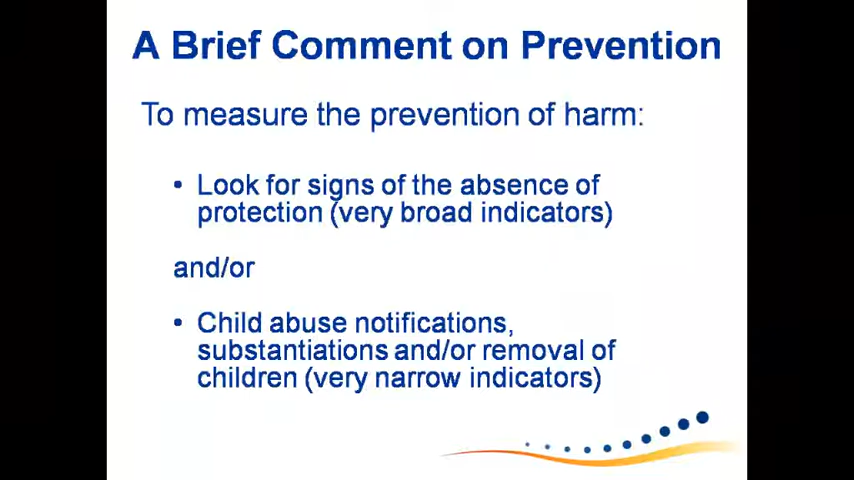 A Brief Comment on Prevention
To measure the prevention of harm:
• Look for signs of the absence of
protection (very broad indicators)
and/or
• Child abuse notifications,
substantiations and/or removal of
children (very narrow indicators)